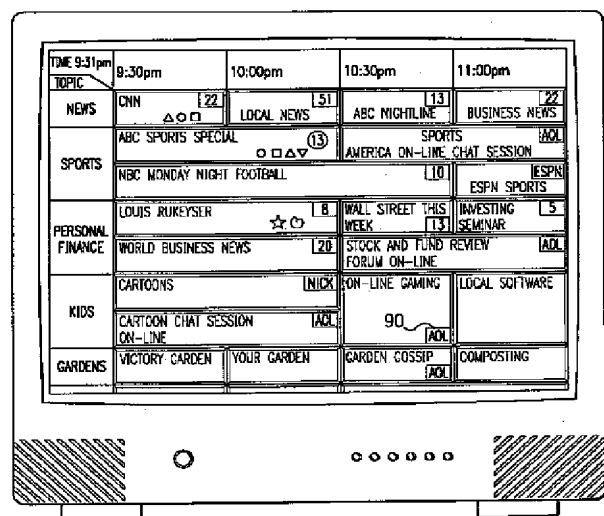 TIME 9:31pm
TOPIC
9:30pm
10:00pm
10:30pm
11:00pm
NEWS
CNN 22
LOCAL NEWS 51
ABC NIGHTLINE 13
BUSINESS NEWS 22
SPORTS
ABC SPORTS SPECIAL 13
SPORTS AOL
AMERICA ON-LINE CHAT SESSION
NBC MONDAY NIGHT FOOTBALL 10
ESPN
ESPN SPORTS
PERSONAL
FINANCE
LOUIS RUKEYSER 8
WALL STREET THIS
WEEK 13
INVESTING 5
SEMINAR
WORLD BUSINESS NEWS 20
STOCK AND FUND REVIEW AOL
FORUM ON-LINE
KIDS
CARTOONS NICK
ON-LINE GAMING
90
AOL
LOCAL SOFTWARE
CARTOON CHAT SESSION AOL
ON-LINE
GARDENS
VICTORY GARDEN
YOUR GARDEN
GARDEN GOSSIP
AOL
COMPOSTING